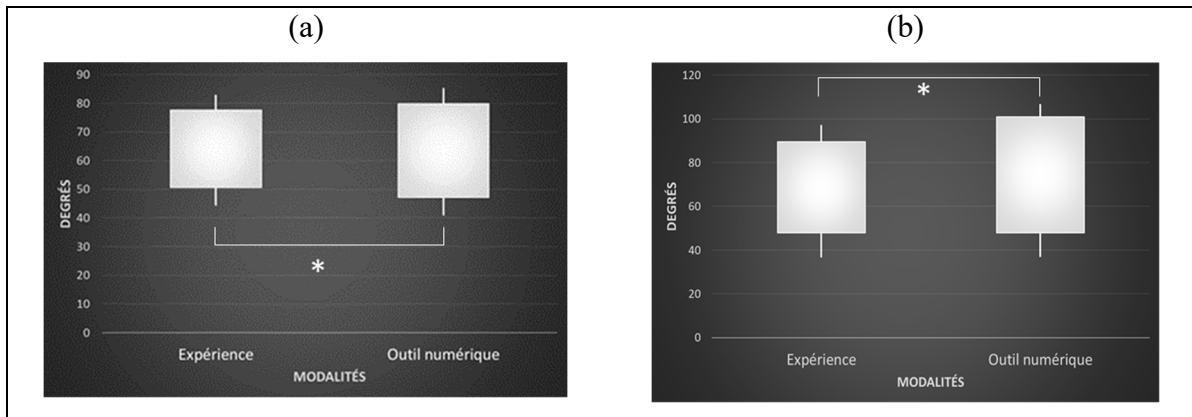 (a)
90
80
70
60
50
40
30
20
10
0
DEGRÉS
*
Expérience
Outil numérique
MODALITÉS
(b)
120
100
80
60
40
20
0
DEGRÉS
*
Expérience
Outil numérique
MODALITÉS